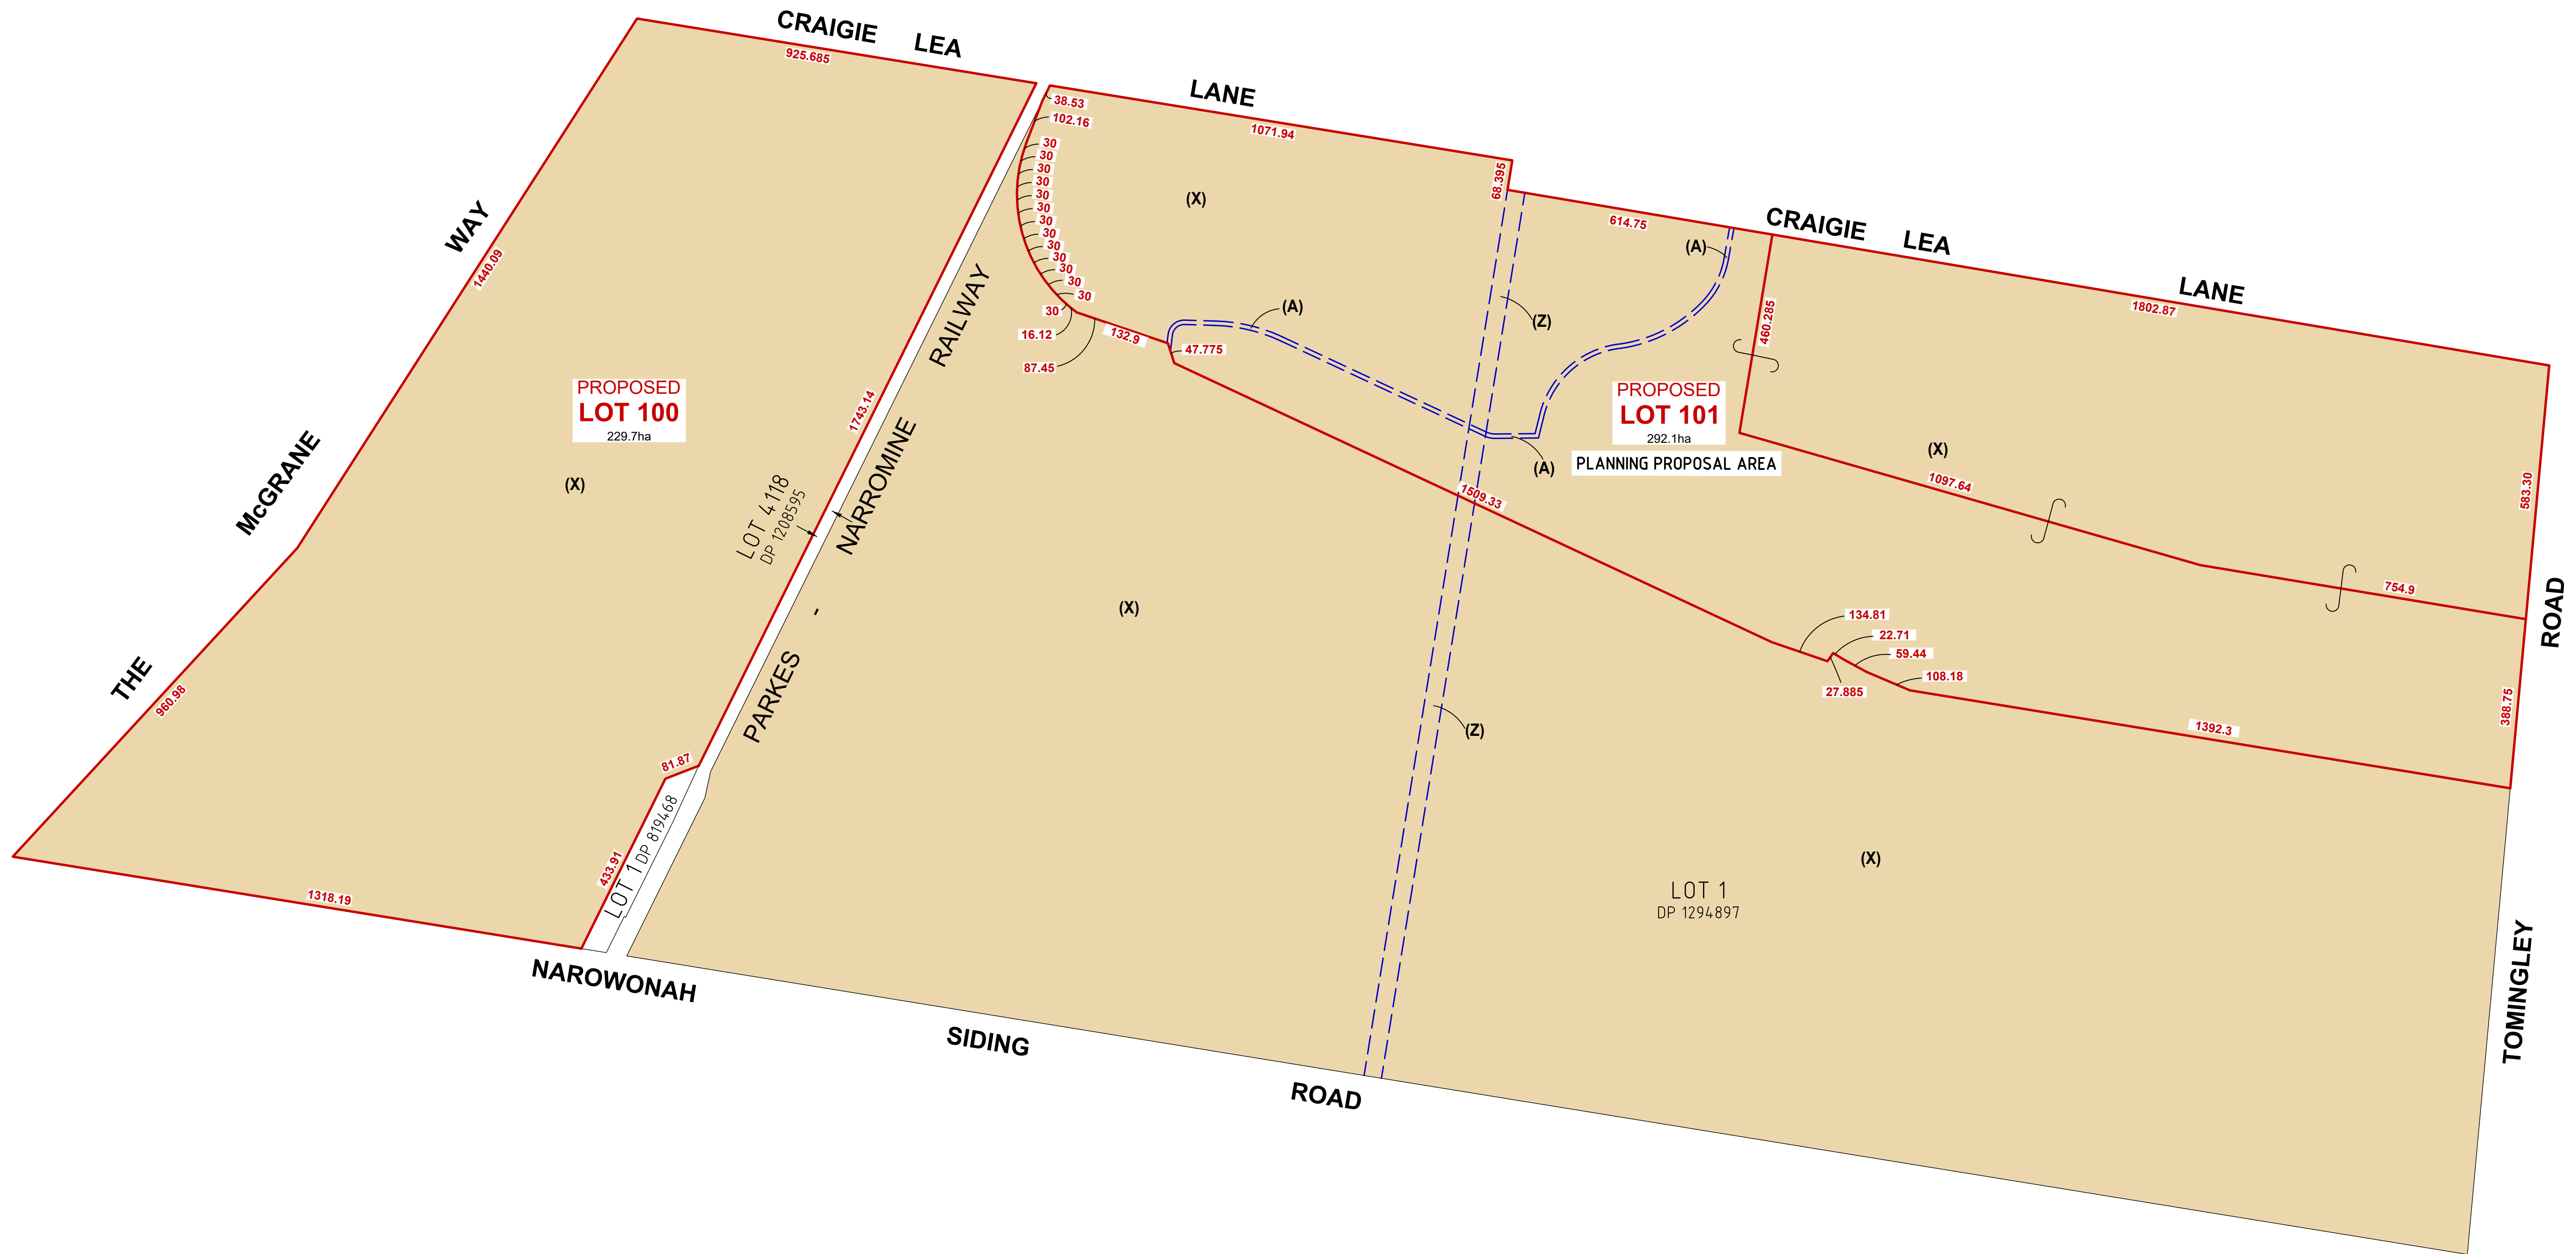 CRAIGIE LEA LANE
925.685
38.53
102.16
1071.94
30
30
30
30
30
30
30
30
30
30
30
30
30
30
16.12
87.45
132.9
47.775
68.395
614.75
CRAIGIE LEA LANE
1802.87
(X)
(A)
(A)
(A)
(Z)
460.285
THE McGRANE WAY
1440.09
960.98
PROPOSED
LOT 100
229.7ha
(X)
1743.14
PARKES - NARROMINE RAILWAY
LOT 4118
DP 1208595
PROPOSED
LOT 101
292.1ha
PLANNING PROPOSAL AREA
(X)
1097.64
754.9
583.30
388.75
TOMINGLEY ROAD
1509.33
(X)
134.81
22.71
59.44
108.18
27.885
1392.3
(Z)
81.87
433.91
LOT 1 DP 819468
1318.19
LOT 1
DP 1294897
(X)
NAROWONAH SIDING ROAD